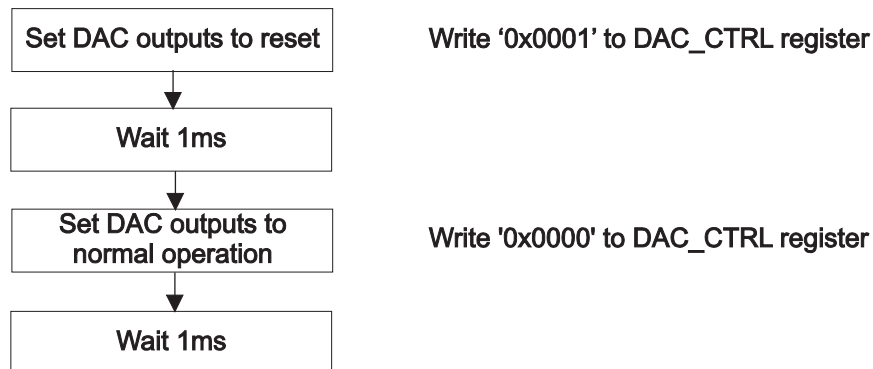 Set DAC outputs to reset
Write ‘0x0001’ to DAC_CTRL register
Wait 1ms
Set DAC outputs to
normal operation
Write '0x0000' to DAC_CTRL register
Wait 1ms